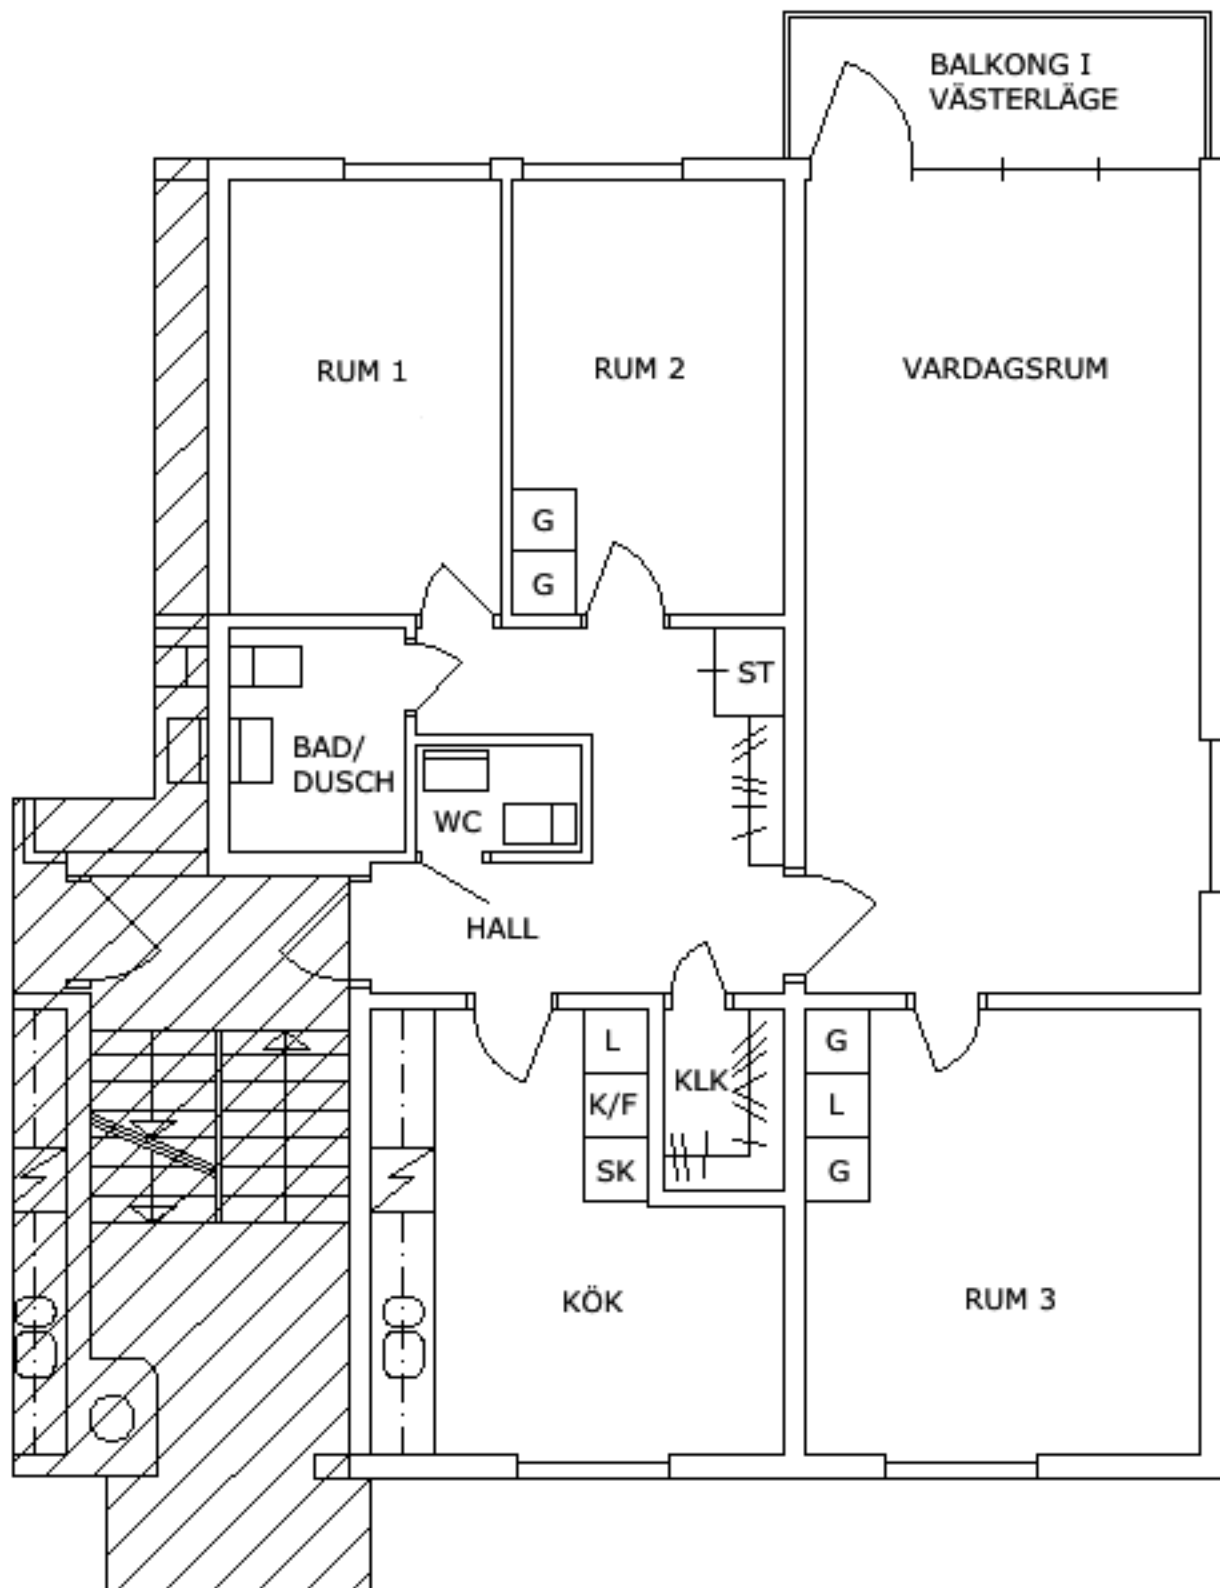 BALKONG I
VÄSTERLÄGE
RUM 1
RUM 2
VARDAGSRUM
G
G
ST
BAD/
DUSCH
WC
HALL
L
K/F
SK
KLK
G
L
G
KÖK
RUM 3